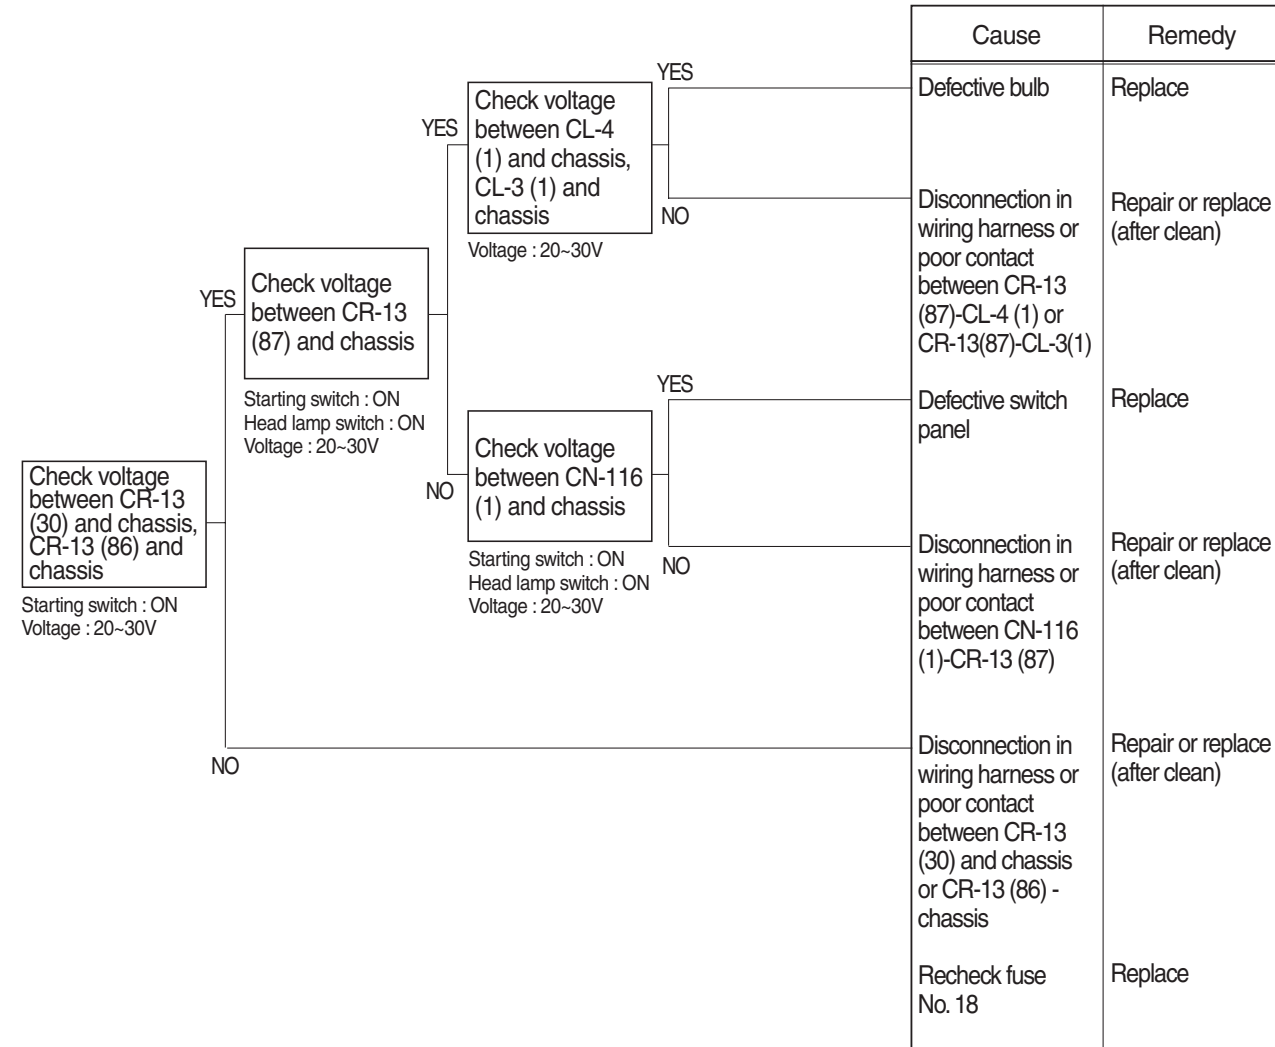 Cause
Remedy
YES
Defective bulb
Replace
Check voltage
between CL-4
(1) and chassis,
CL-3 (1) and
chassis
YES
NO
Voltage : 20~30V
Disconnection in
wiring harness or
poor contact
between CR-13
(87)-CL-4 (1) or
CR-13(87)-CL-3(1)
Repair or replace
(after clean)
YES
Check voltage
between CR-13
(87) and chassis
Starting switch : ON
Head lamp switch : ON
Voltage : 20~30V
YES
Defective switch
panel
Replace
NO
Check voltage
between CN-116
(1) and chassis
Starting switch : ON
Head lamp switch : ON
Voltage : 20~30V
NO
Disconnection in
wiring harness or
poor contact
between CN-116
(1)-CR-13 (87)
Repair or replace
(after clean)
Check voltage
between CR-13
(30) and chassis,
CR-13 (86) and
chassis
Starting switch : ON
Voltage : 20~30V
NO
Disconnection in
wiring harness or
poor contact
between CR-13
(30) and chassis
or CR-13 (86) -
chassis
Repair or replace
(after clean)
Recheck fuse
No. 18
Replace